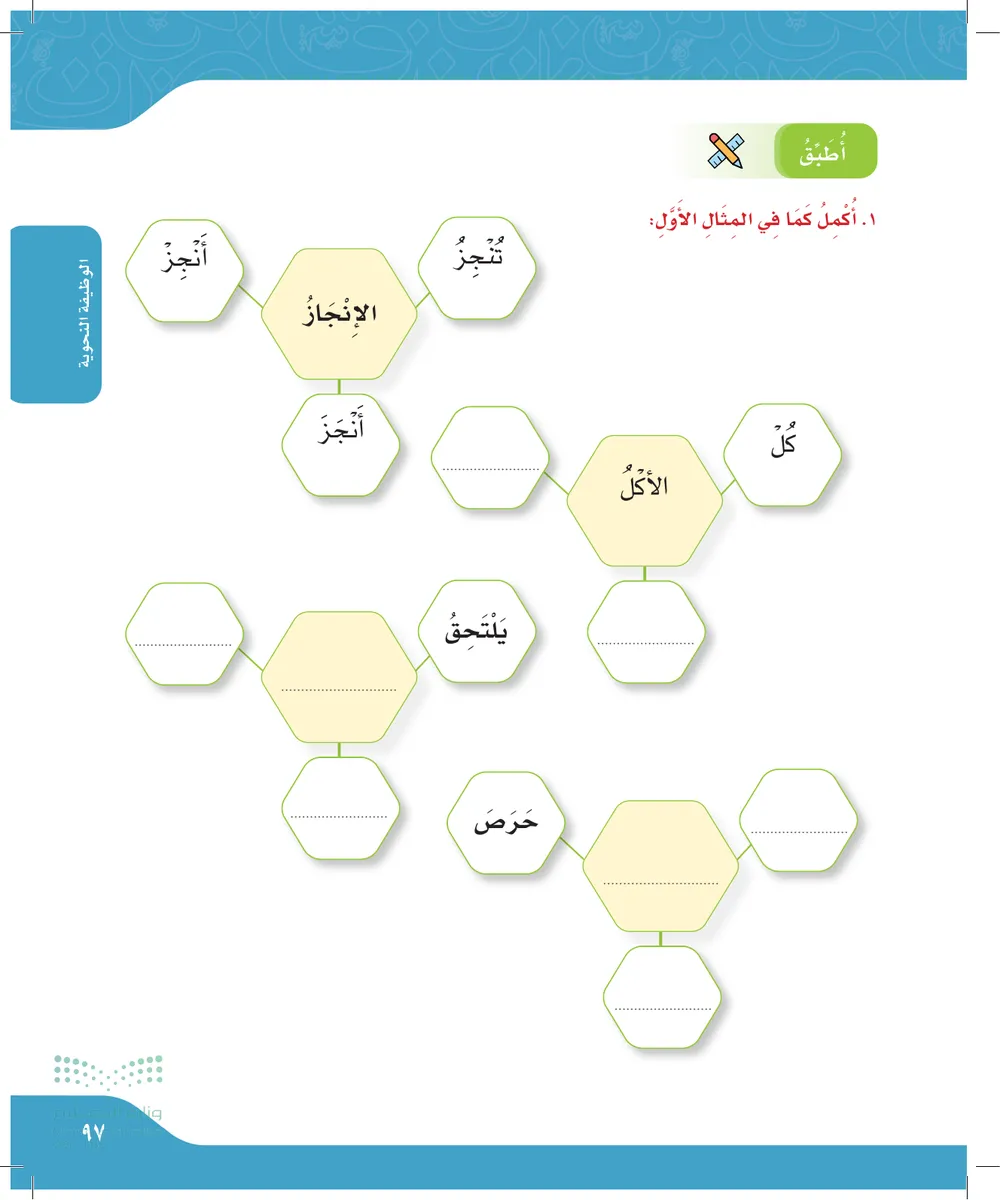 أُطَبِّقُ
١. أُكْمِلُ كَمَا فِي المِثَالِ الأَوَّلِ:
الوظيفة النحوية
تُنْجِزُ
أَنْجِزْ
الإِنْجَازُ
أَنْجَزَ
كُلْ
الأَكْلُ
يَلْتَحِقُ
حَرَصَ
٩٧